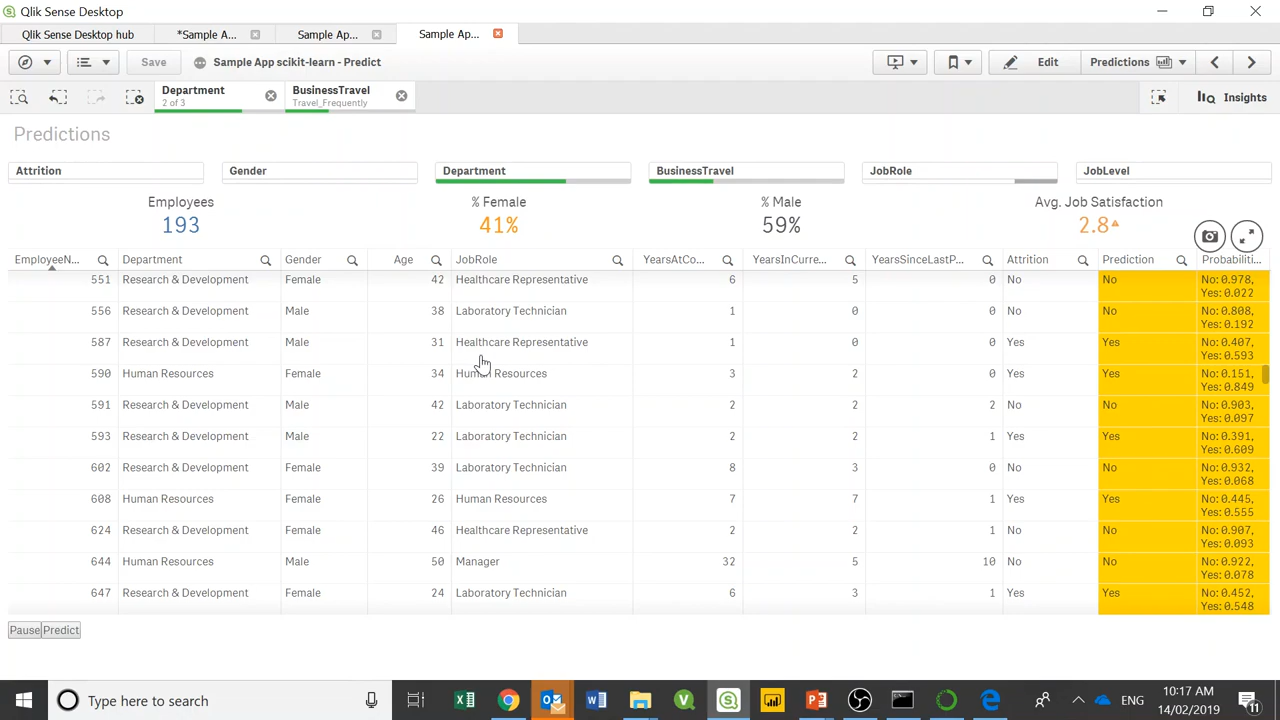 Qlik Sense Desktop
Qlik Sense Desktop hub
*Sample A...
Sample Ap...
Sample Ap...
Save
Sample App scikit-learn - Predict
Edit
Predictions
Department
2 of 3
BusinessTravel
Travel_Frequently
Insights
Predictions
Attrition
Gender
Department
BusinessTravel
JobRole
JobLevel
Employees
193
% Female
41%
% Male
59%
Avg. Job Satisfaction
2.8▲
EmployeeN... Department Gender Age JobRole YearsAtCo... YearsInCurre... YearsSinceLastP... Attrition Prediction Probabiliti...
551 Research & Development Female 42 Healthcare Representative 6 5 0 No No No: 0.978,
Yes: 0.022
556 Research & Development Male 38 Laboratory Technician 1 0 0 No No No: 0.808,
Yes: 0.192
587 Research & Development Male 31 Healthcare Representative 1 0 0 Yes Yes No: 0.407,
Yes: 0.593
590 Human Resources Female 34 Human Resources 3 2 0 Yes Yes No: 0.151,
Yes: 0.849
591 Research & Development Male 42 Laboratory Technician 2 2 2 No No No: 0.903,
Yes: 0.097
593 Research & Development Male 22 Laboratory Technician 2 2 1 Yes Yes No: 0.391,
Yes: 0.609
602 Research & Development Female 39 Laboratory Technician 8 3 0 No No No: 0.932,
Yes: 0.068
608 Human Resources Female 26 Human Resources 7 7 1 Yes Yes No: 0.445,
Yes: 0.555
624 Research & Development Female 46 Healthcare Representative 2 2 1 No No No: 0.907,
Yes: 0.093
644 Human Resources Male 50 Manager 32 5 10 No No No: 0.922,
Yes: 0.078
647 Research & Development Female 24 Laboratory Technician 6 3 1 Yes Yes No: 0.452,
Yes: 0.548
Pause Predict
Type here to search
ENG
10:17 AM
14/02/2019
11